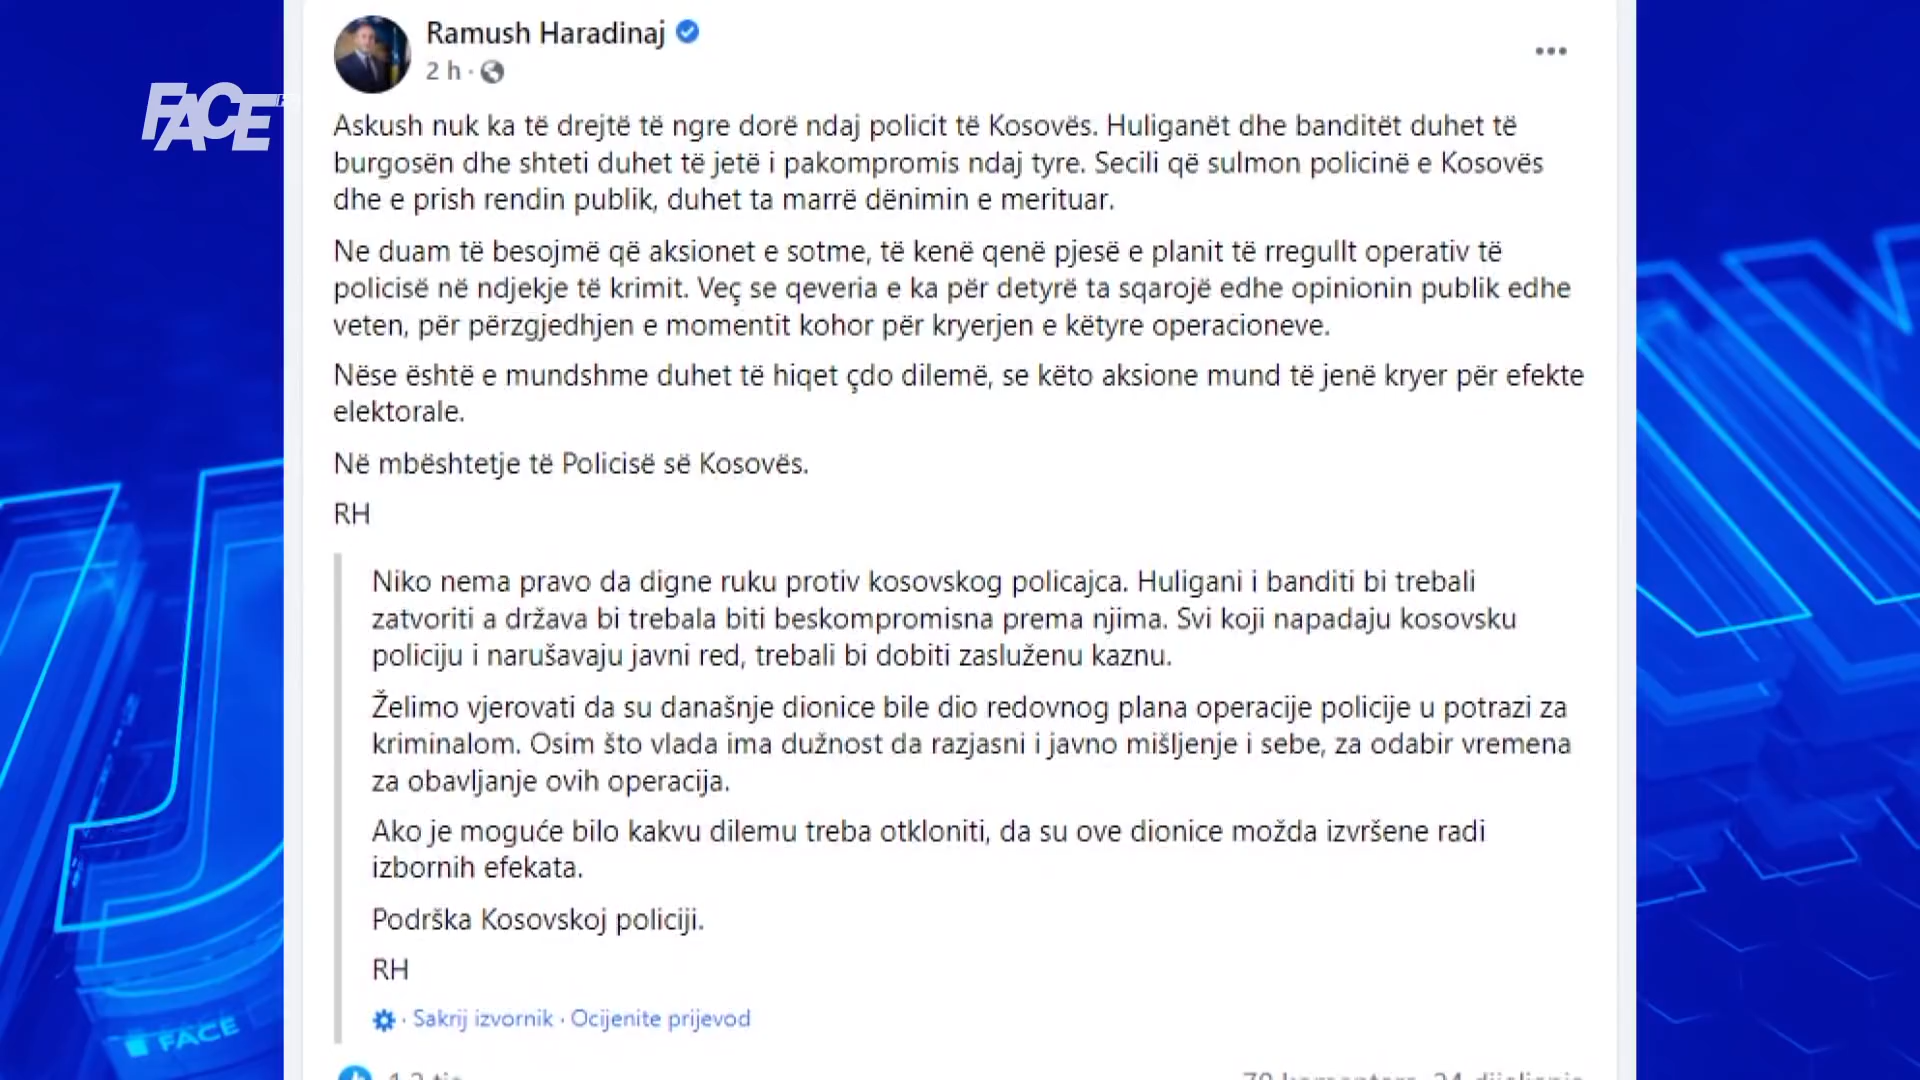 Ramush Haradinaj
2 h ·
FACE
Askush nuk ka të drejtë të ngre dorë ndaj policit të Kosovës. Huliganët dhe banditët duhet të
burgosën dhe shteti duhet të jetë i pakompromis ndaj tyre. Secili që sulmon policinë e Kosovës
dhe e prish rendin publik, duhet ta marrë dënimin e merituar.
Ne duam të besojmë që aksionet e sotme, të kenë qenë pjesë e planit të rregullt operativ të
policisë në ndjekje të krimit. Veç se qeveria e ka për detyrë ta sqarojë edhe opinionin publik edhe
veten, për përzgjedhjen e momentit kohor për kryerjen e këtyre operacioneve.
Nëse është e mundshme duhet të hiqet çdo dilemë, se këto aksione mund të jenë kryer për efekte
elektorale.
Në mbështetje të Policisë së Kosovës.
RH
Niko nema pravo da digne ruku protiv kosovskog policajca. Huligani i banditi bi trebali
zatvoriti a država bi trebala biti beskompromisna prema njima. Svi koji napadaju kosovsku
policiju i narušavaju javni red, trebali bi dobiti zasluženu kaznu.
Želimo vjerovati da su današnje dionice bile dio redovnog plana operacije policije u potrazi za
kriminalom. Osim što vlada ima dužnost da razjasni i javno mišljenje i sebe, za odabir vremena
za obavljanje ovih operacija.
Ako je moguće bilo kakvu dilemu treba otkloniti, da su ove dionice možda izvršene radi
izbornih efekata.
Podrška Kosovskoj policiji.
RH
· Sakrij izvornik · Ocijenite prijevod
FACE